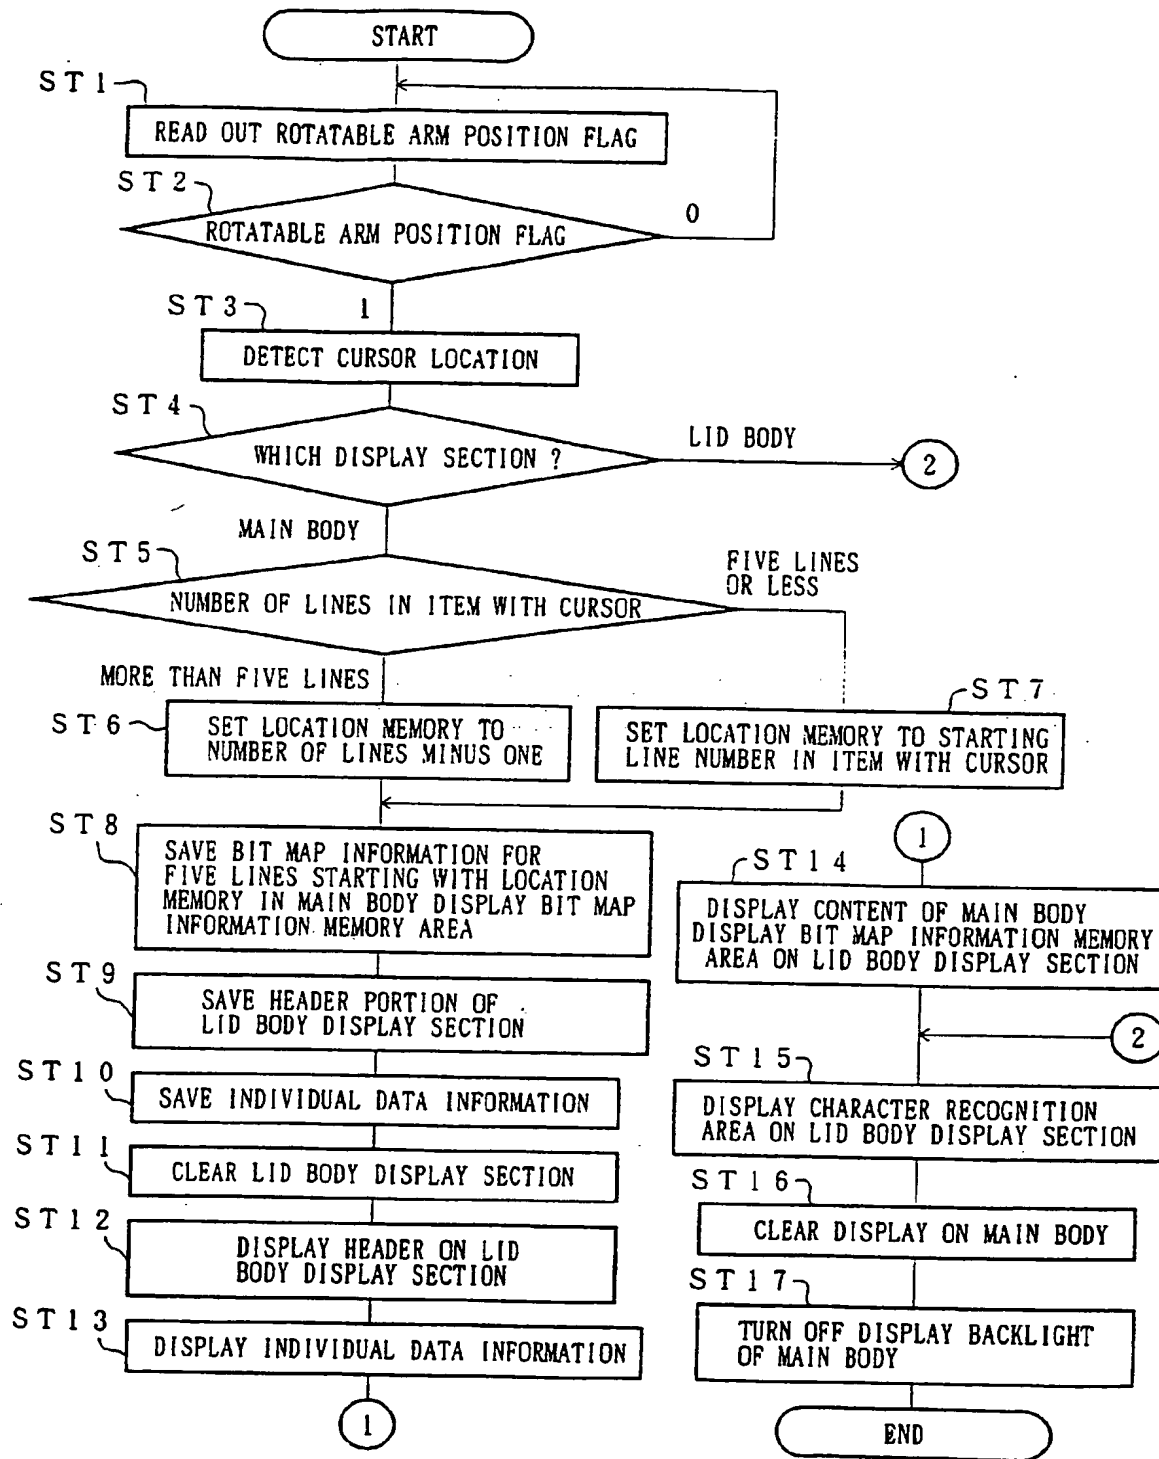 START
ST1
READ OUT ROTATABLE ARM POSITION FLAG
ST2
ROTATABLE ARM POSITION FLAG
0
1
ST3
DETECT CURSOR LOCATION
ST4
WHICH DISPLAY SECTION ?
LID BODY
2
MAIN BODY
ST5
NUMBER OF LINES IN ITEM WITH CURSOR
FIVE LINES
OR LESS
MORE THAN FIVE LINES
ST6
SET LOCATION MEMORY TO
NUMBER OF LINES MINUS ONE
ST7
SET LOCATION MEMORY TO STARTING
LINE NUMBER IN ITEM WITH CURSOR
ST8
SAVE BIT MAP INFORMATION FOR
FIVE LINES STARTING WITH LOCATION
MEMORY IN MAIN BODY DISPLAY BIT MAP
INFORMATION MEMORY AREA
ST9
SAVE HEADER PORTION OF
LID BODY DISPLAY SECTION
ST10
SAVE INDIVIDUAL DATA INFORMATION
ST11
CLEAR LID BODY DISPLAY SECTION
ST12
DISPLAY HEADER ON LID
BODY DISPLAY SECTION
ST13
DISPLAY INDIVIDUAL DATA INFORMATION
1
1
ST14
DISPLAY CONTENT OF MAIN BODY
DISPLAY BIT MAP INFORMATION MEMORY
AREA ON LID BODY DISPLAY SECTION
2
ST15
DISPLAY CHARACTER RECOGNITION
AREA ON LID BODY DISPLAY SECTION
ST16
CLEAR DISPLAY ON MAIN BODY
ST17
TURN OFF DISPLAY BACKLIGHT
OF MAIN BODY
END